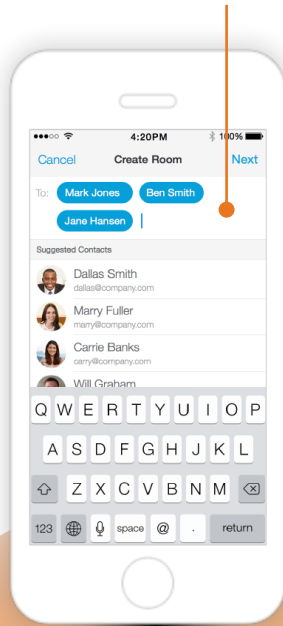 4:20PM 100%
Cancel Create Room Next
To: Mark Jones Ben Smith
Jane Hansen
Suggested Contacts
Dallas Smith
dallas@company.com
Marry Fuller
marry@company.com
Carrie Banks
carry@company.com
Will Graham
Q W E R T Y U I O P
A S D F G H J K L
Z X C V B N M
123 space @ . return